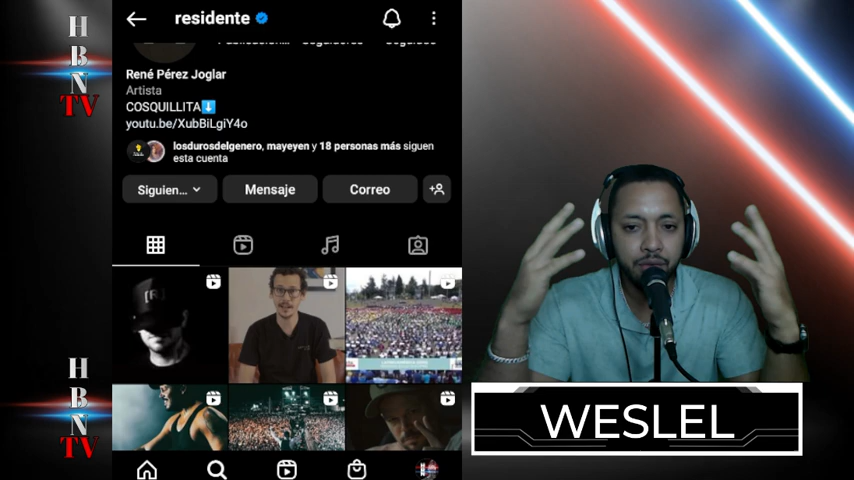 H
B
N
TV
residente
René Pérez Joglar
Artista
COSQUILLITA⬇️
youtu.be/XubBiLgiY4o
losdurosdelgenero, mayeyen y 18 personas más siguen
esta cuenta
Siguien...
Mensaje
Correo
[R]
WESLEL
H
B
N
TV